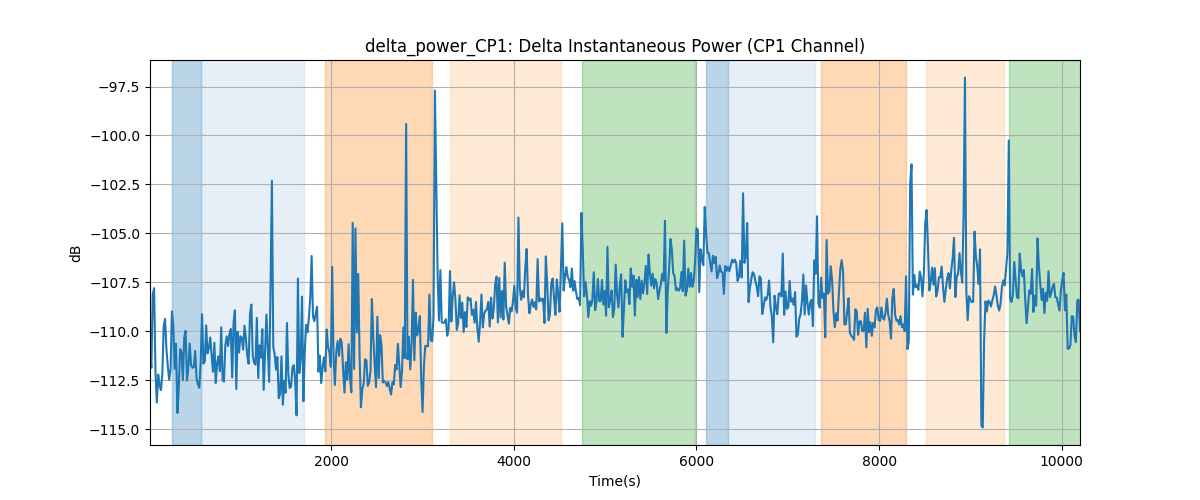 delta_power_CP1: Delta Instantaneous Power (CP1 Channel)
−97.5
−100.0
−102.5
−105.0
−107.5
−110.0
−112.5
−115.0
dB
2000 4000 6000 8000 10000
Time(s)